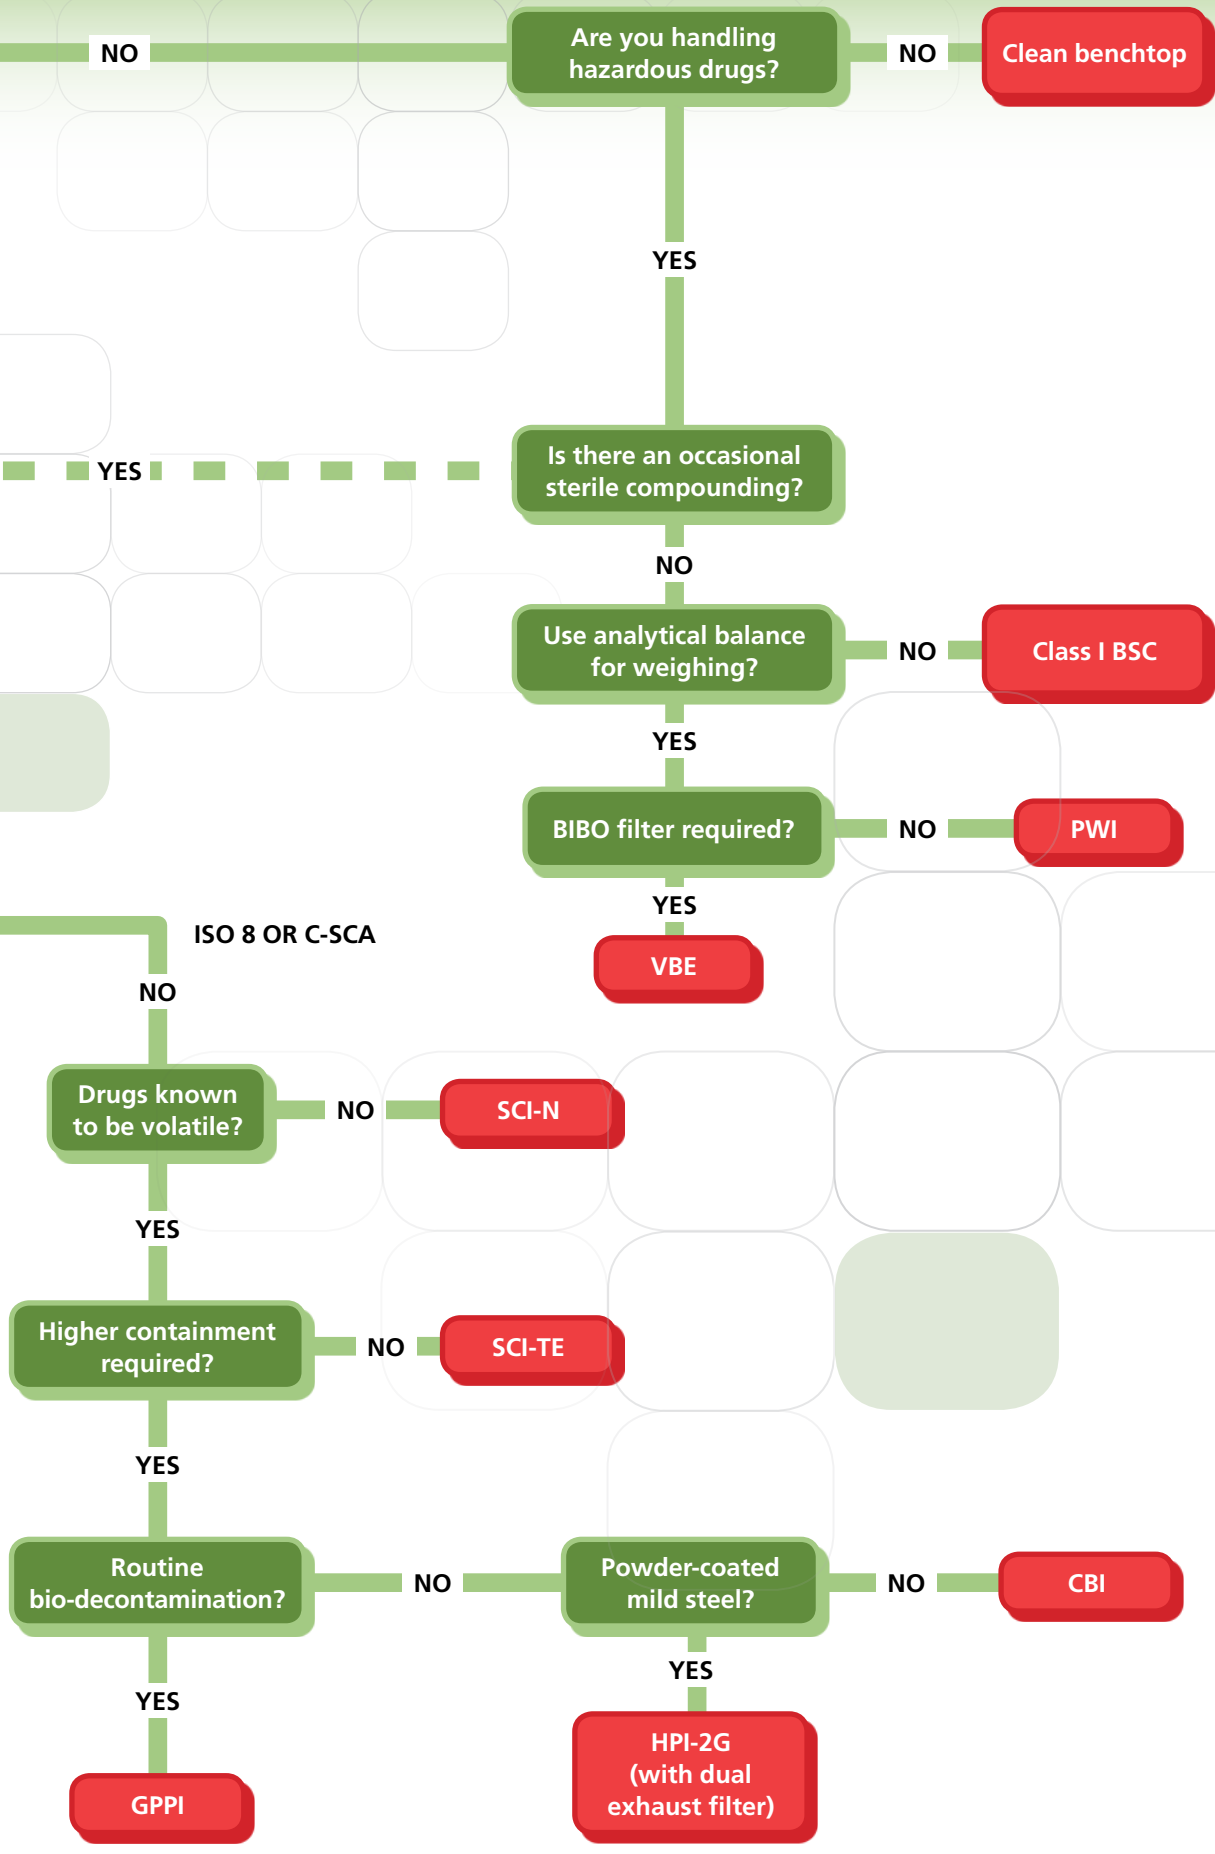 NO
Are you handling
hazardous drugs?
NO
Clean benchtop
YES
YES
Is there an occasional
sterile compounding?
NO
Use analytical balance
for weighing?
NO
Class I BSC
YES
BIBO filter required?
NO
PWI
YES
VBE
ISO 8 OR C-SCA
NO
Drugs known
to be volatile?
NO
SCI-N
YES
Higher containment
required?
NO
SCI-TE
YES
Routine
bio-decontamination?
NO
Powder-coated
mild steel?
NO
CBI
YES
YES
HPI-2G
(with dual
exhaust filter)
GPPI